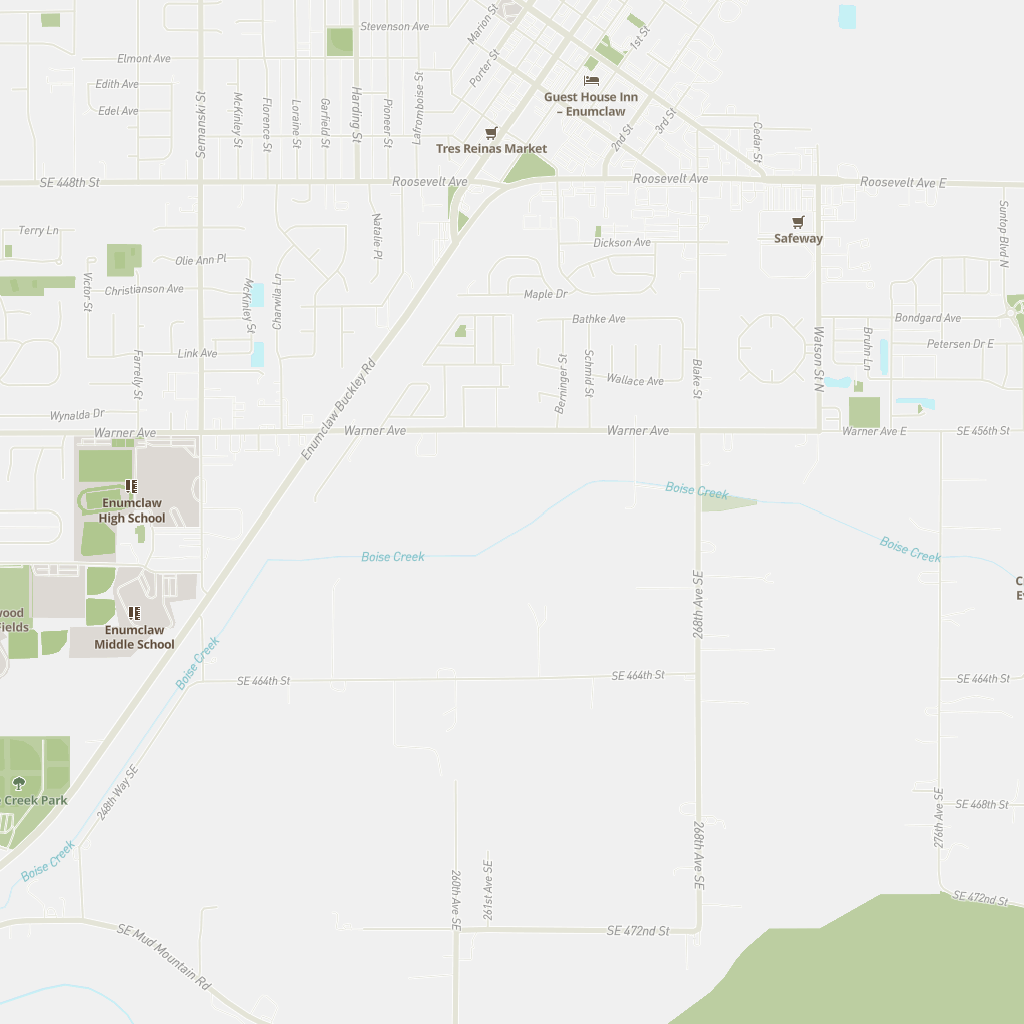 Marion St
Stevenson Ave
1st St
Elmont Ave
Porter St
Edith Ave
Guest House Inn
– Enumclaw
Edel Ave
Semanski St
McKinley St
Florence St
Loraine St
Garfield St
Harding St
Pioneer St
Lafromboise St
3rd St
2nd St
Cedar St
Tres Reinas Market
SE 448th St
Roosevelt Ave
Roosevelt Ave
Roosevelt Ave E
Suntop Blvd N
Natalie Pl
Terry Ln
Safeway
Dickson Ave
Olie Ann Pl
Victor St
Christianson Ave
McKinley St
Charwila Ln
Maple Dr
Bathke Ave
Bondgard Ave
Link Ave
Farrelly St
Enumclaw Buckley Rd
Berninger St
Schmid St
Wallace Ave
Blake St
Watson St N
Bruhn Ln
Petersen Dr E
Wynalda Dr
Warner Ave
Warner Ave
Warner Ave
Warner Ave E
SE 456th St
Enumclaw
High School
Boise Creek
Boise Creek
Boise Creek
268th Ave SE
wood
Fields
Enumclaw
Middle School
Boise Creek
SE 464th St
SE 464th St
SE 464th St
248th Way SE
Creek Park
SE 468th St
276th Ave SE
268th Ave SE
Boise Creek
260th Ave SE
261st Ave SE
SE 472nd St
SE 472nd St
SE Mud Mountain Rd